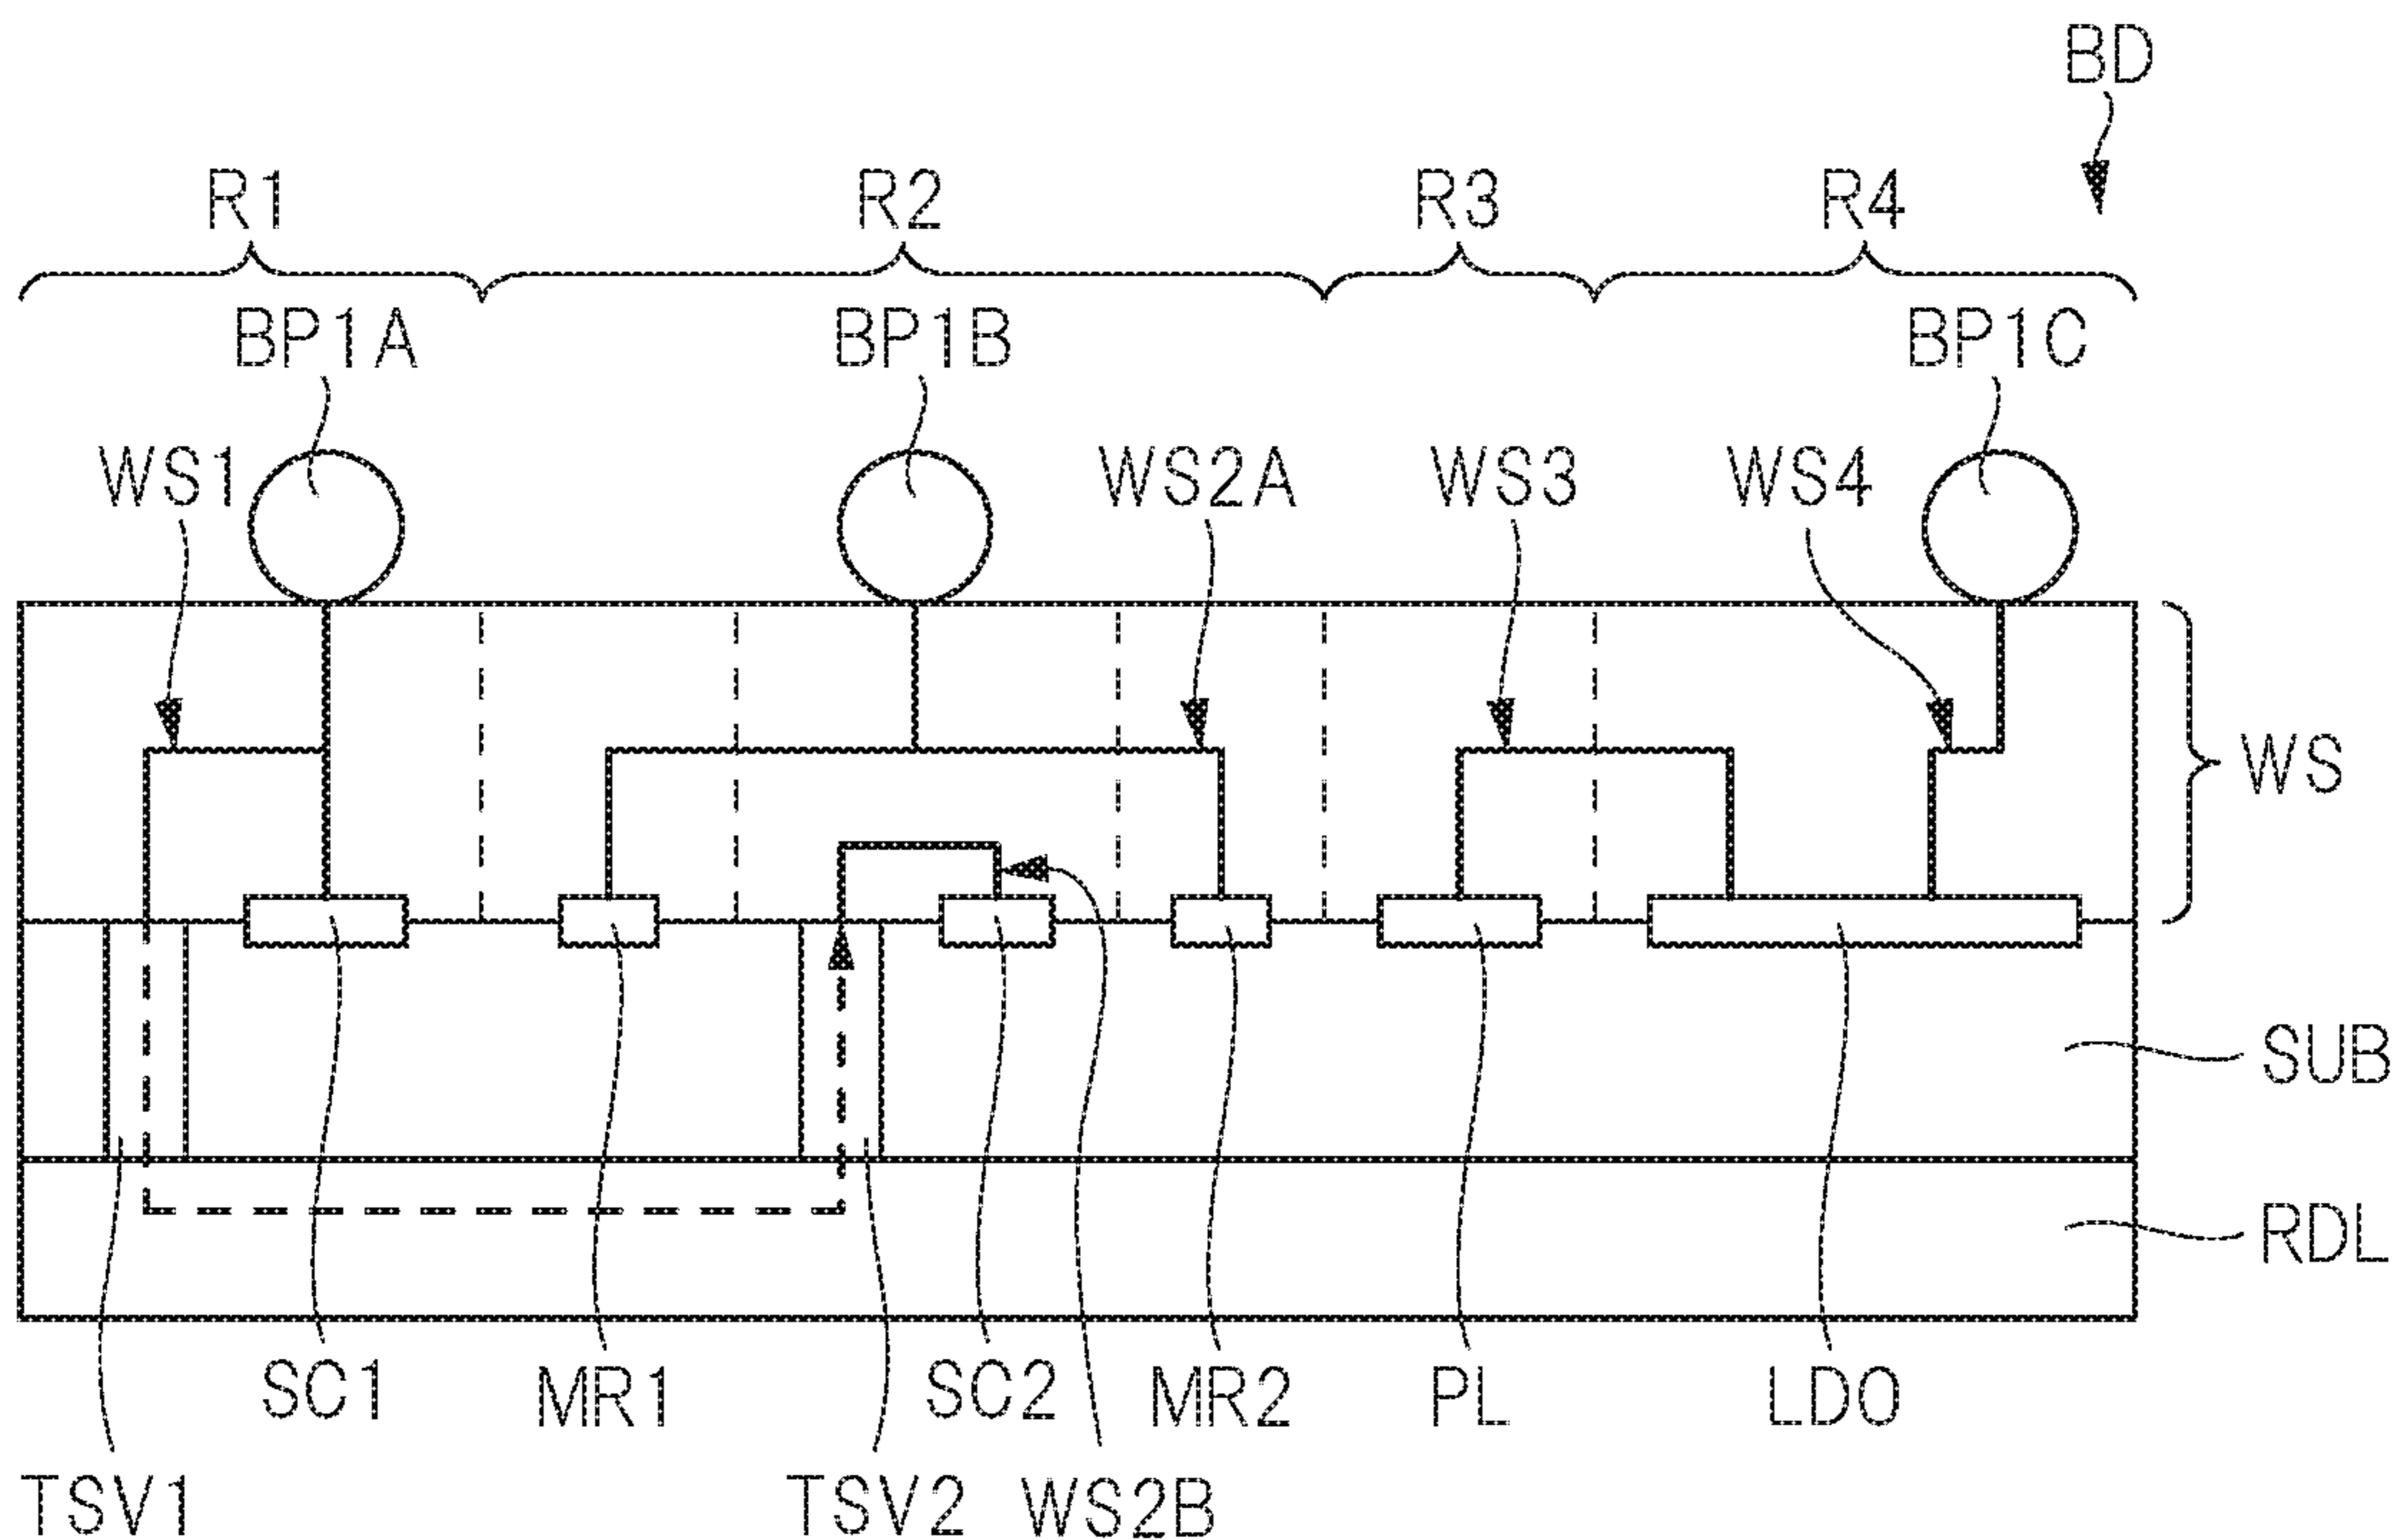 BD
R1 R2 R3 R4
BP1A BP1B BP1C
WS1 WS2A WS3 WS4
WS
SUB
RDL
SC1 MR1 SC2 MR2 PL LDO
TSV1 TSV2 WS2B